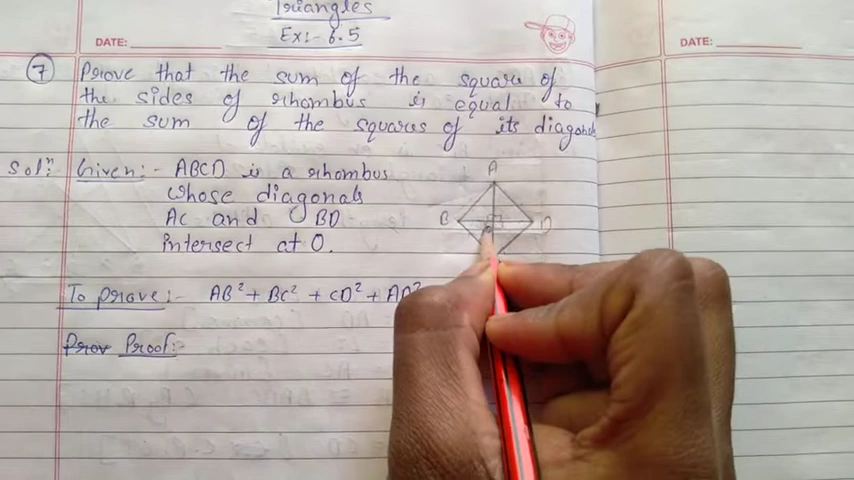 Triangles
Ex:- 6.5
DATE:
DATE:
7 Prove that the sum of the square of
the sides of rhombus is equal to
the sum of the squares of its diagonals
Solⁿ: Given:- ABCD is a rhombus
whose diagonals
AC and BD
intersect at O.
A
B
D
To prove:- AB² + BC² + CD² + AD²
Prov Proof:-